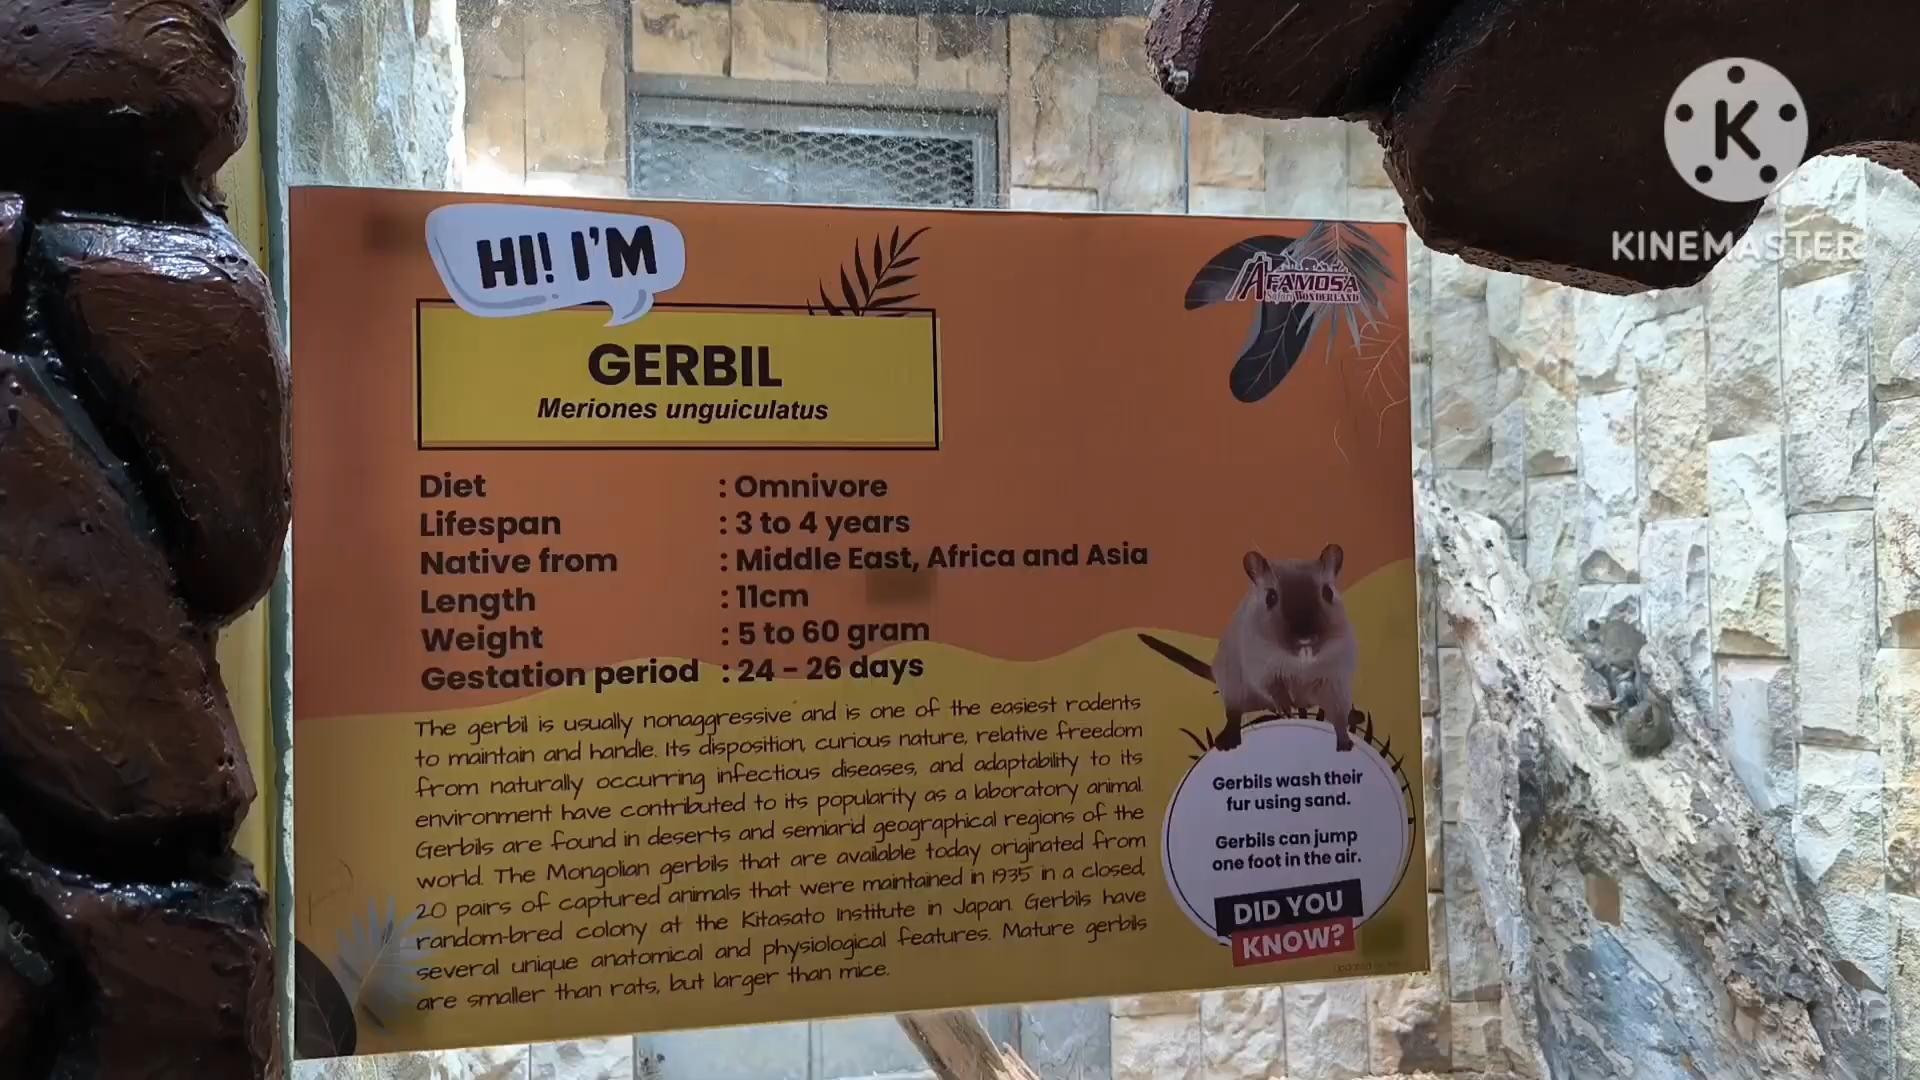 HI! I'M
GERBIL
Meriones unguiculatus
AFAMOSA
Safari WONDERLAND
K
KINEMASTER
Diet : Omnivore
Lifespan : 3 to 4 years
Native from : Middle East, Africa and Asia
Length : 11cm
Weight : 5 to 60 gram
Gestation period : 24 - 26 days
The gerbil is usually nonaggressive and is one of the easiest rodents
to maintain and handle. Its disposition, curious nature, relative freedom
from naturally occurring infectious diseases, and adaptability to its
environment have contributed to its popularity as a laboratory animal.
Gerbils are found in deserts and semiarid geographical regions of the
world. The Mongolian gerbils that are available today originated from
20 pairs of captured animals that were maintained in 1935 in a closed,
random-bred colony at the Kitasato Institute in Japan. Gerbils have
several unique anatomical and physiological features. Mature gerbils
are smaller than rats, but larger than mice.
Gerbils wash their
fur using sand.
Gerbils can jump
one foot in the air.
DID YOU
KNOW?